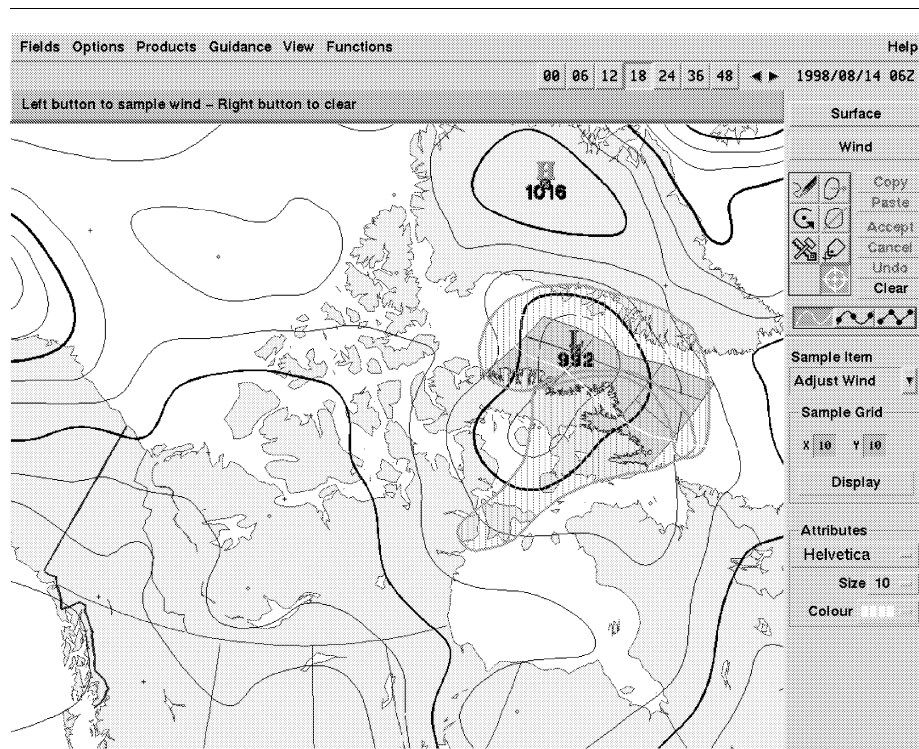 Fields Options Products Guidance View Functions Help
00 06 12 18 24 36 48 1998/08/14 06Z
Left button to sample wind – Right button to clear
Surface
Wind
Copy
Paste
Accept
Cancel
Undo
Clear
Sample Item
Adjust Wind
Sample Grid
X 10 Y 10
Display
Attributes
Helvetica
Size 10
Colour
H
1016
L
992